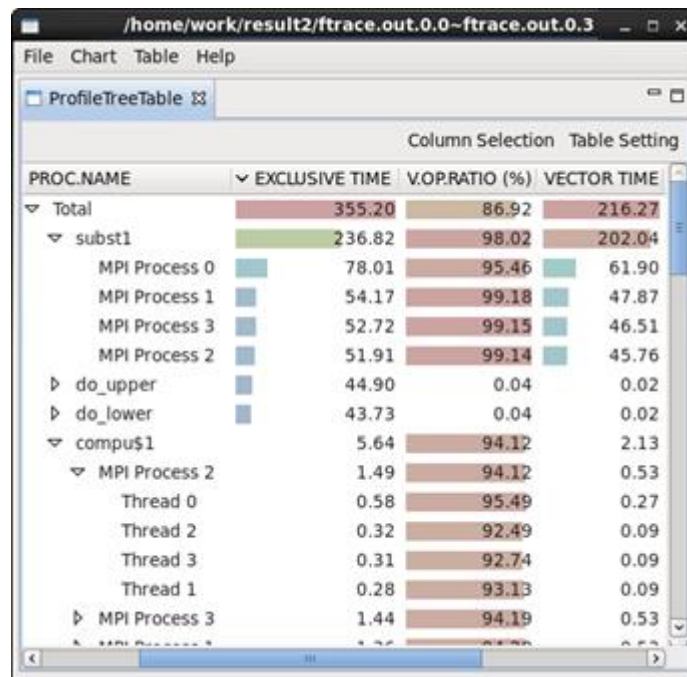 /home/work/result2/ftrace.out.0.0~ftrace.out.0.3
File Chart Table Help
ProfileTreeTable
Column Selection Table Setting
PROC.NAME EXCLUSIVE TIME V.OP.RATIO (%) VECTOR TIME
Total 355.20 86.92 216.27
subst1 236.82 98.02 202.04
MPI Process 0 78.01 95.46 61.90
MPI Process 1 54.17 99.18 47.87
MPI Process 3 52.72 99.15 46.51
MPI Process 2 51.91 99.14 45.76
do_upper 44.90 0.04 0.02
do_lower 43.73 0.04 0.02
compu$1 5.64 94.12 2.13
MPI Process 2 1.49 94.12 0.53
Thread 0 0.58 95.49 0.27
Thread 2 0.32 92.49 0.09
Thread 3 0.31 92.74 0.09
Thread 1 0.28 93.13 0.09
MPI Process 3 1.44 94.19 0.53